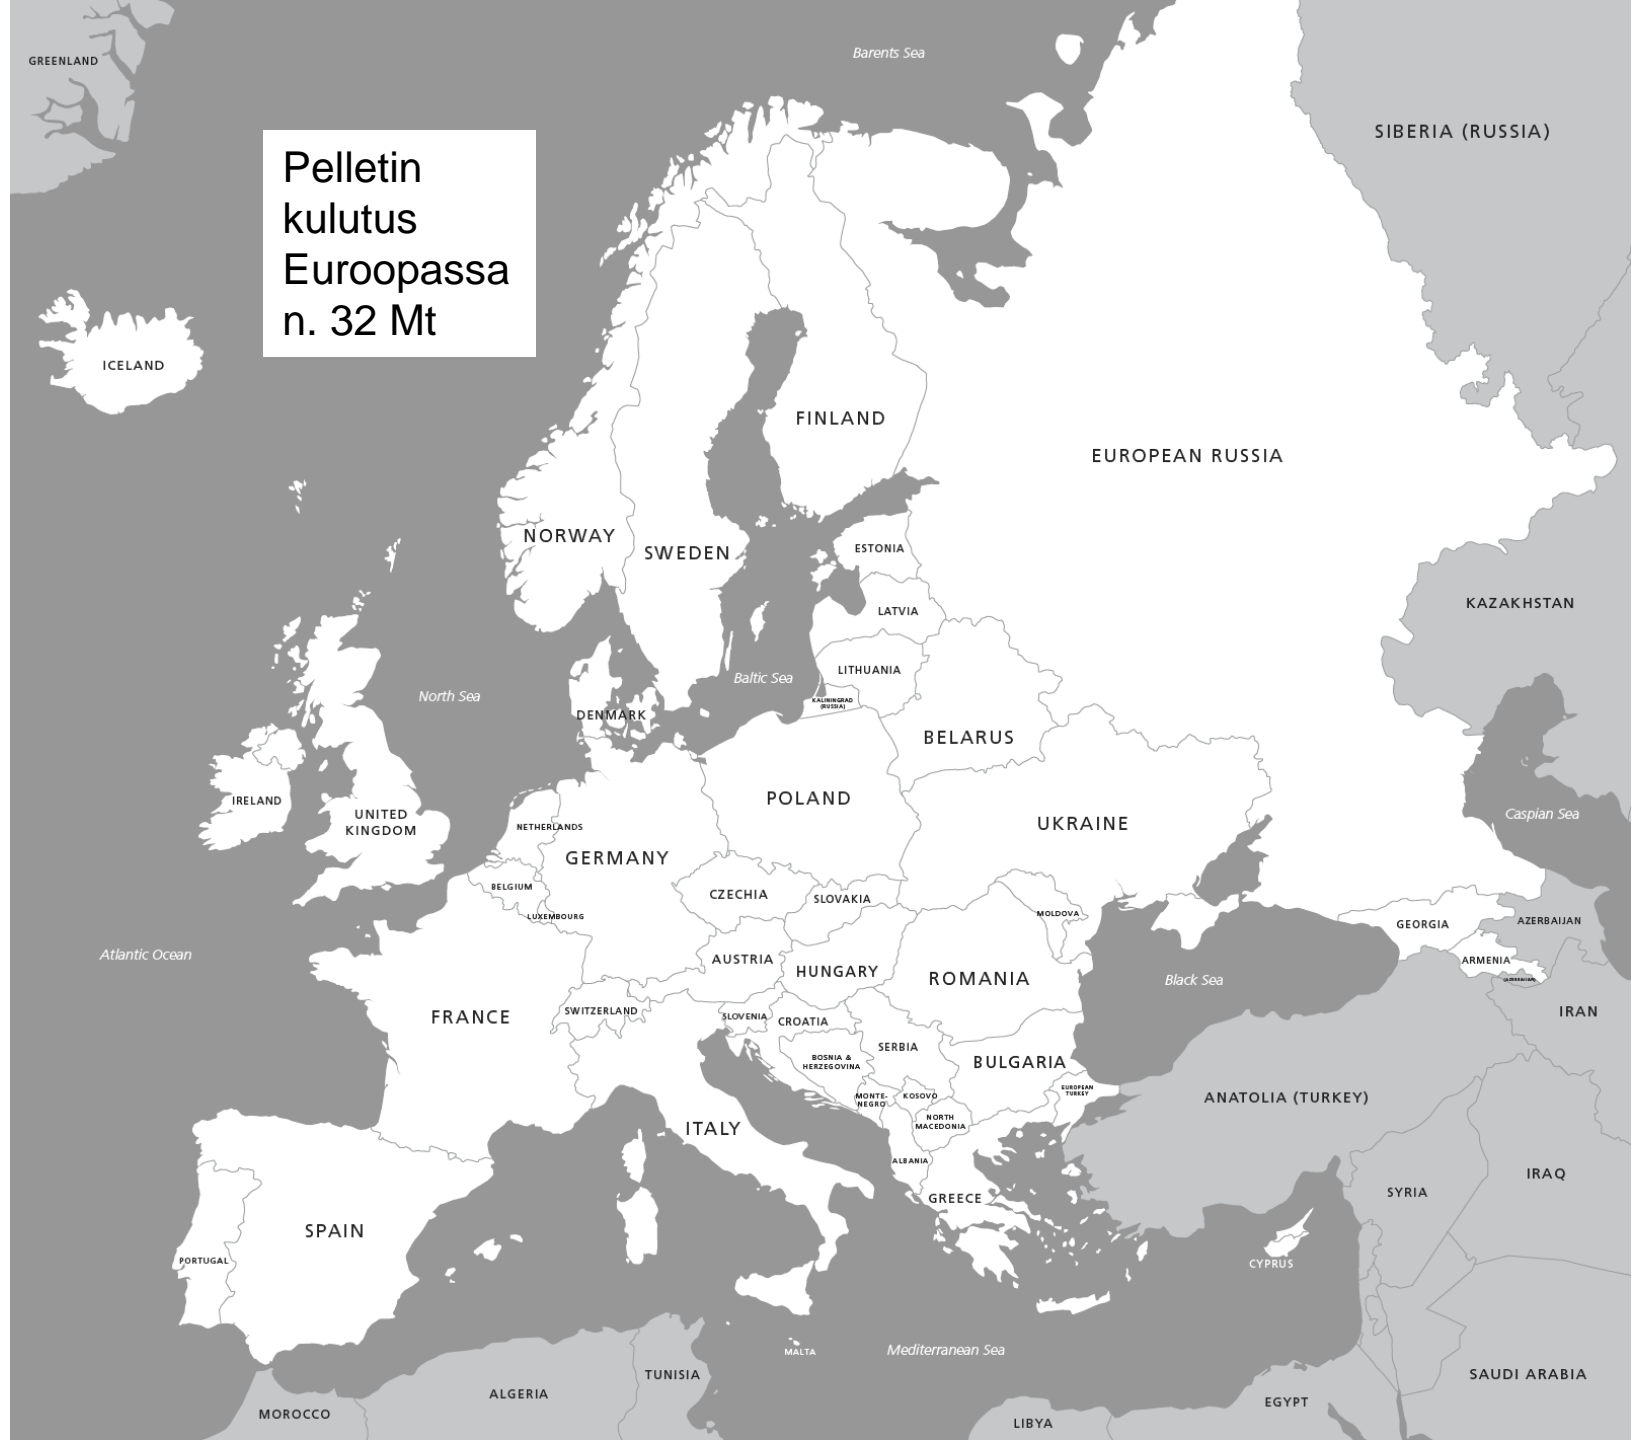 GREENLAND
Barents Sea
SIBERIA (RUSSIA)
Pelletin
kulutus
Euroopassa
n. 32 Mt
ICELAND
FINLAND
EUROPEAN RUSSIA
NORWAY
SWEDEN
ESTONIA
KAZAKHSTAN
LATVIA
LITHUANIA
Baltic Sea
North Sea
KALININGRAD
(RUSSIA)
DENMARK
BELARUS
POLAND
IRELAND
UNITED
KINGDOM
Caspian Sea
UKRAINE
NETHERLANDS
GERMANY
BELGIUM
CZECHIA
SLOVAKIA
LUXEMBOURG
MOLDOVA
GEORGIA
AZERBAIJAN
Atlantic Ocean
AUSTRIA
HUNGARY
ARMENIA
ROMANIA
Black Sea
IRAN
SWITZERLAND
FRANCE
SLOVENIA
CROATIA
SERBIA
BOSNIA &
HERZEGOVINA
BULGARIA
EUROPEAN
TURKEY
MONTE-
NEGRO
KOSOVO
ANATOLIA (TURKEY)
NORTH
MACEDONIA
ITALY
ALBANIA
IRAQ
SYRIA
GREECE
SPAIN
PORTUGAL
CYPRUS
MALTA
Mediterranean Sea
TUNISIA
SAUDI ARABIA
ALGERIA
EGYPT
MOROCCO
LIBYA